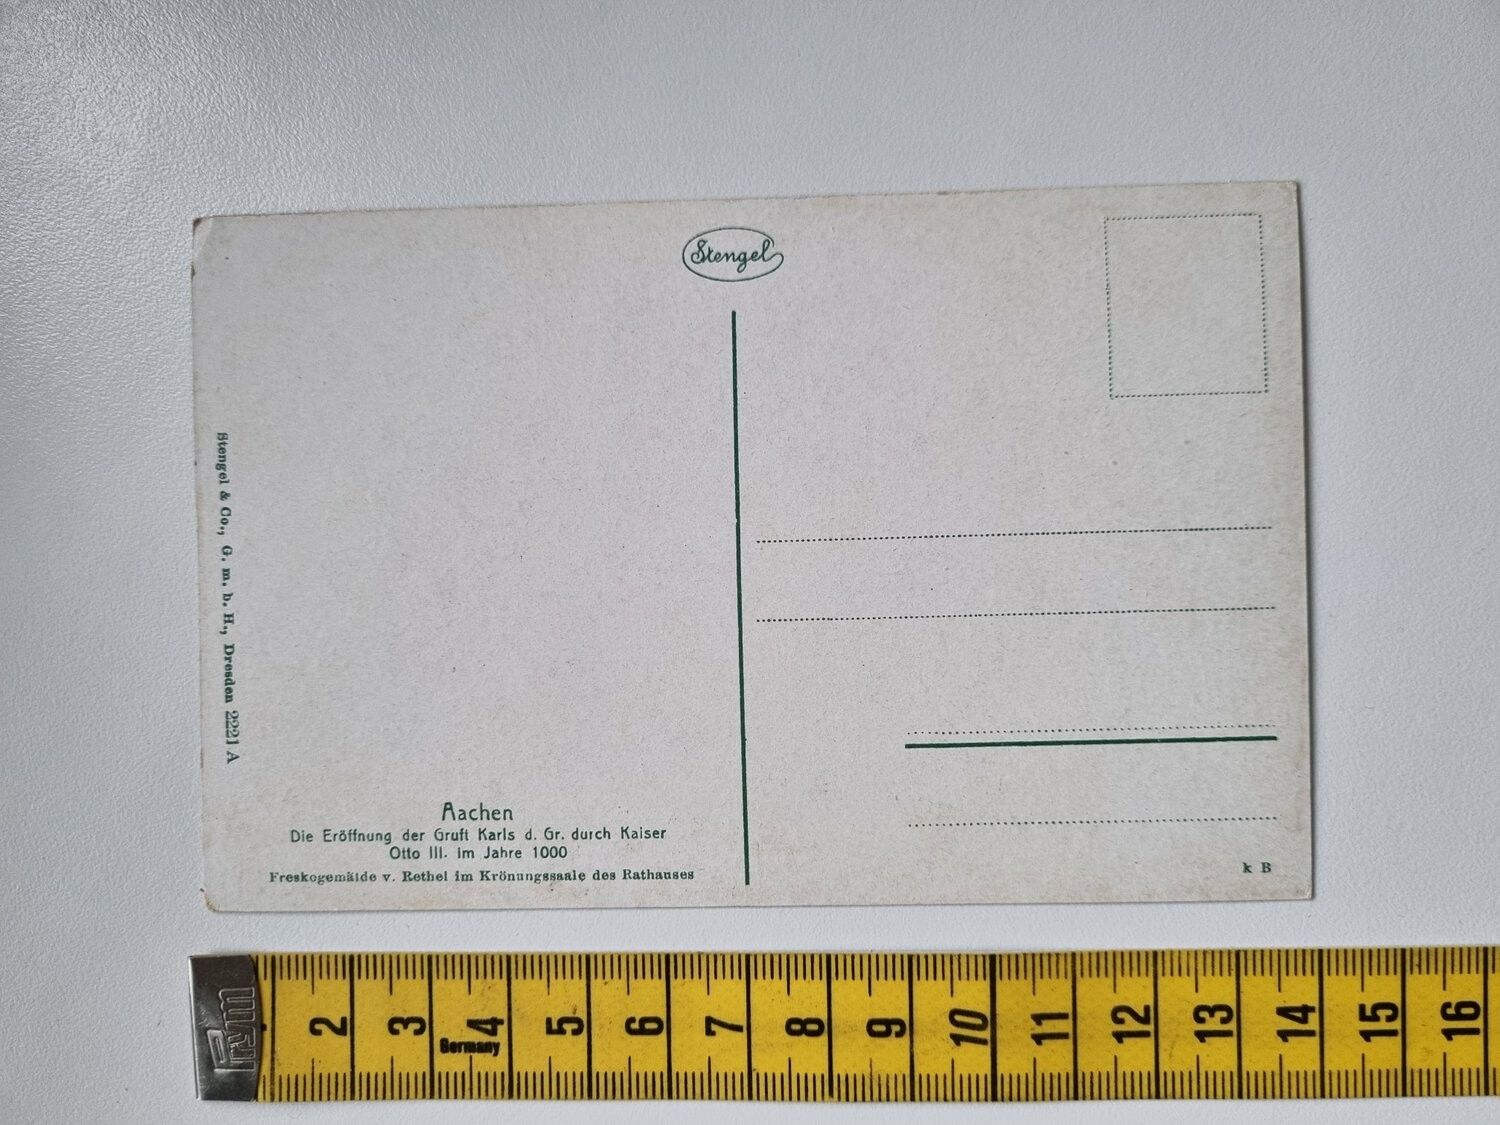 Stengel
Stengel & Co., G. m. b. H., Dresden 2221 A
Aachen
Die Eröffnung der Gruft Karls d. Gr. durch Kaiser
Otto III. im Jahre 1000
Freskogemälde v. Rethel im Krönungssaale des Rathauses
k B
Prym 2 3 4 5 6 7 8 9 10 11 12 13 14 15 16
Germany